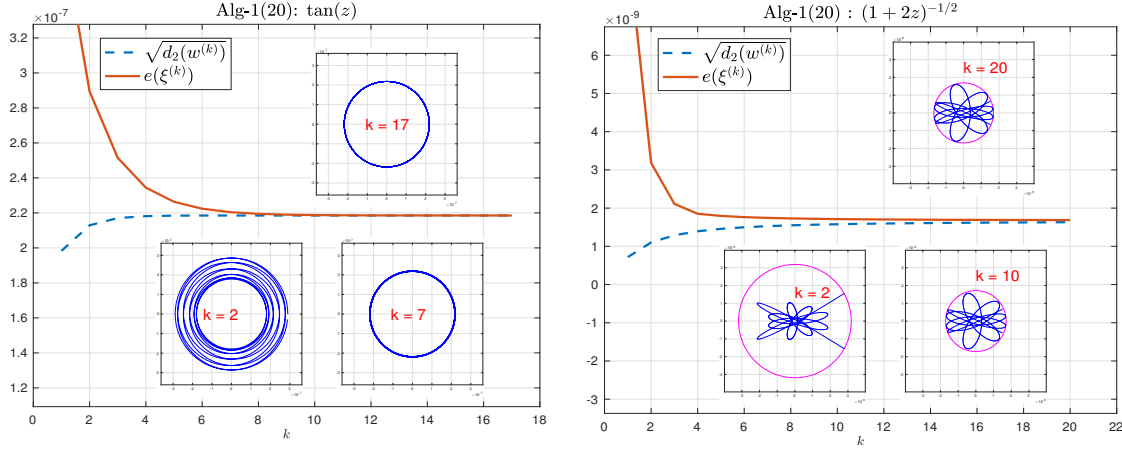 Alg-1(20): tan(z)
×10⁻⁷
3.2
3
2.8
2.6
2.4
2.2
2
1.8
1.6
1.4
1.2
√d₂(w⁽ᵏ⁾)
e(ξ⁽ᵏ⁾)
k = 17
k = 2
k = 7
0 2 4 6 8 10 12 14 16 18
k
Alg-1(20) : (1 + 2z)⁻¹/²
×10⁻⁹
6
5
4
3
2
1
0
-1
-2
-3
√d₂(w⁽ᵏ⁾)
e(ξ⁽ᵏ⁾)
k = 20
k = 2
k = 10
0 2 4 6 8 10 12 14 16 18 20 22
k